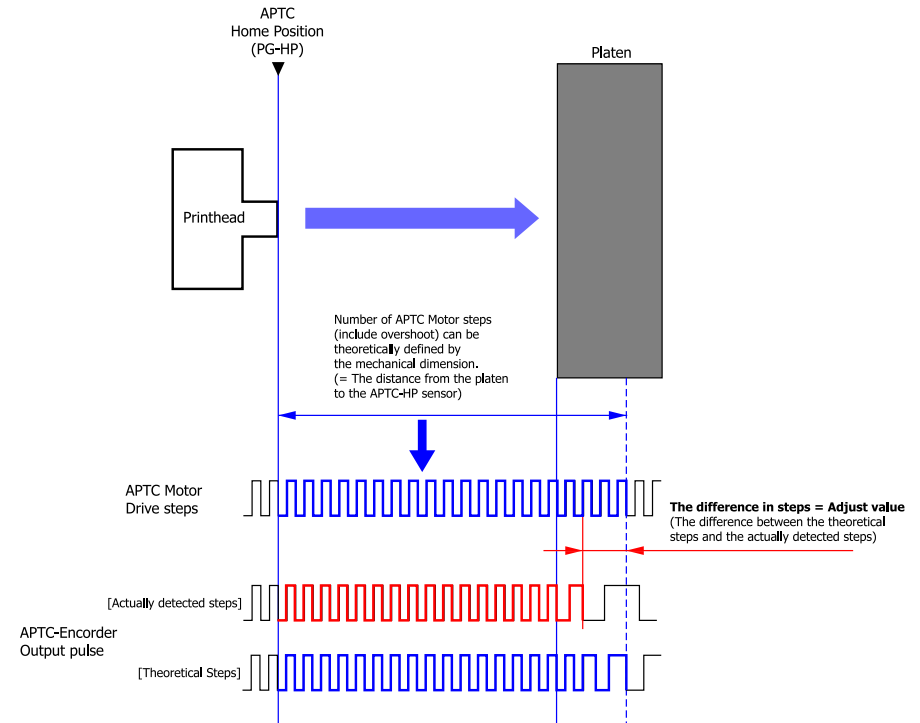 APTC
Home Position
(PG-HP)
Platen
Printhead
Number of APTC Motor steps
(include overshoot) can be
theoretically defined by
the mechanical dimension.
(= The distance from the platen
to the APTC-HP sensor)
APTC Motor
Drive steps
The difference in steps = Adjust value
(The difference between the theoretical
steps and the actually detected steps)
[Actually detected steps]
APTC-Encorder
Output pulse
[Theoretical Steps]